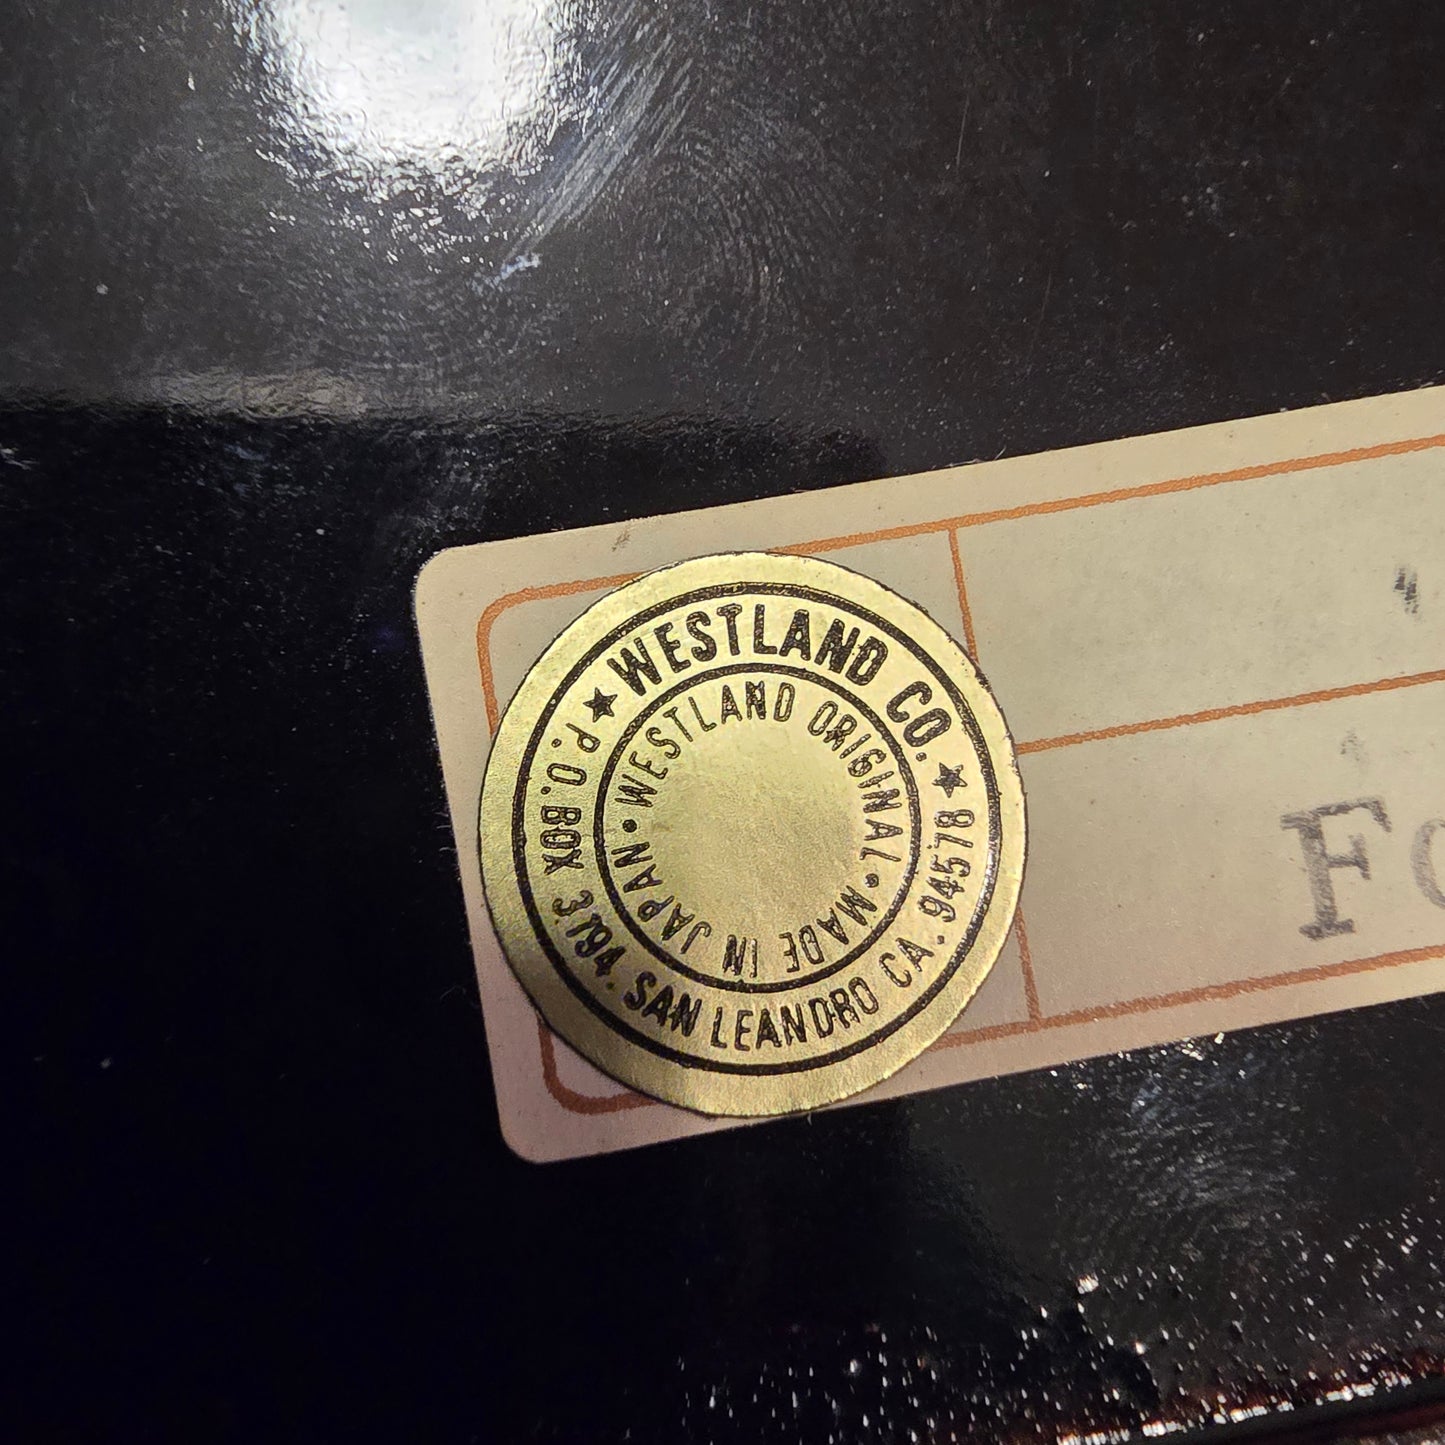 ★ WESTLAND CO. ★
P.O. BOX 3794. SAN LEANDRO CA. 94578
• WESTLAND ORIGINAL •
MADE IN JAPAN